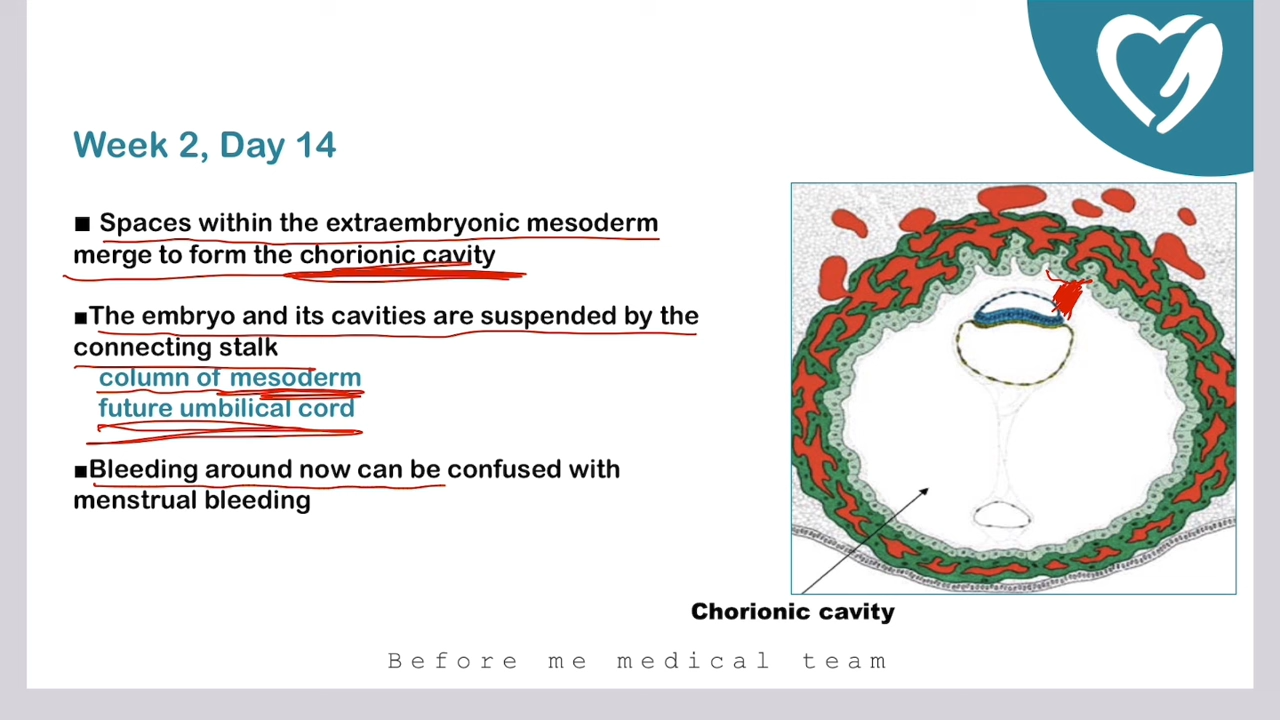 Week 2, Day 14
■ Spaces within the extraembryonic mesoderm
merge to form the chorionic cavity
■The embryo and its cavities are suspended by the
connecting stalk
column of mesoderm
future umbilical cord
■Bleeding around now can be confused with
menstrual bleeding
Chorionic cavity
Before me medical team